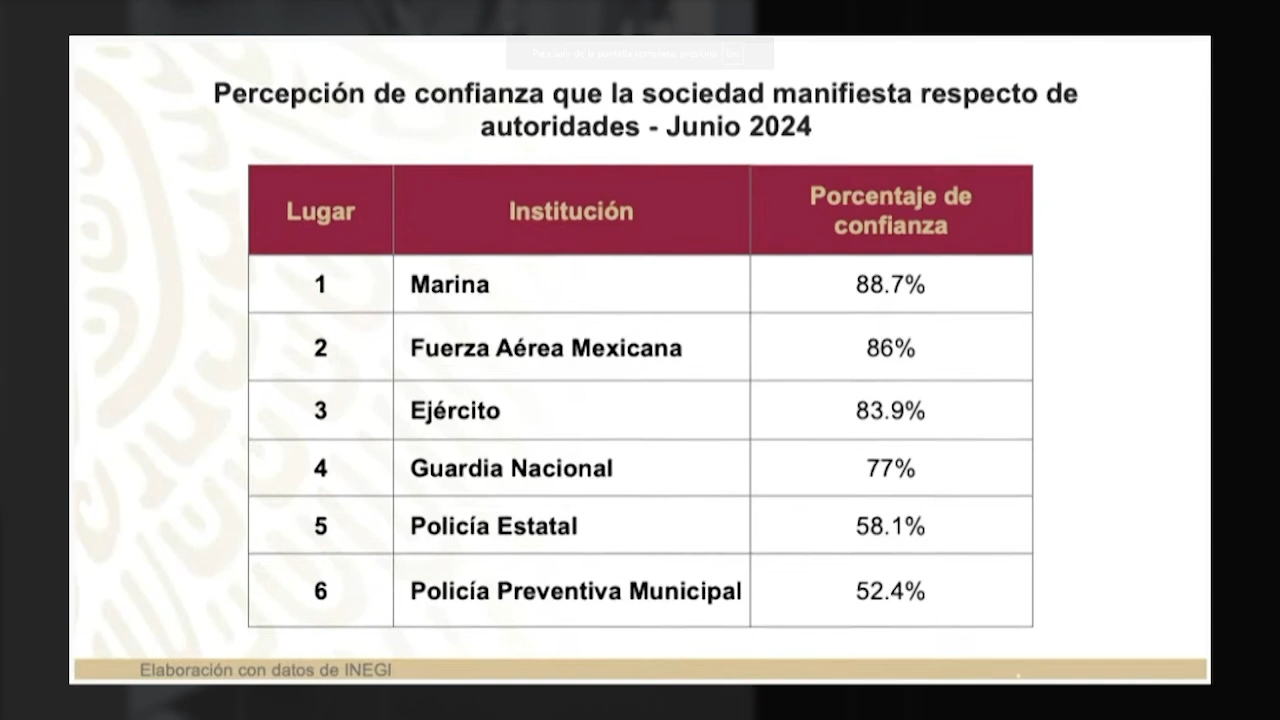 Percepción de confianza que la sociedad manifiesta respecto de
autoridades - Junio 2024
Lugar Institución Porcentaje de
confianza
1 Marina 88.7%
2 Fuerza Aérea Mexicana 86%
3 Ejército 83.9%
4 Guardia Nacional 77%
5 Policía Estatal 58.1%
6 Policía Preventiva Municipal 52.4%
Elaboración con datos de INEGI